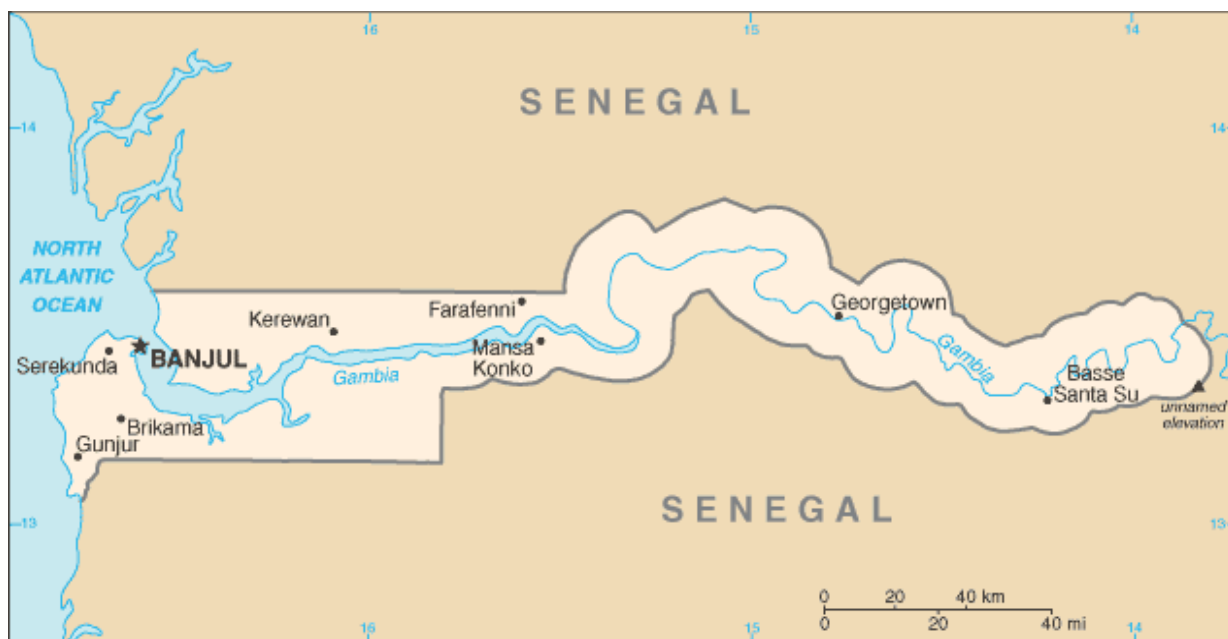 16
15
14
SENEGAL
14
14
NORTH
ATLANTIC
OCEAN
Georgetown
Farafenni
Kerewan
Serekunda
BANJUL
Mansa
Konko
Gambia
Gambia
Basse
Santa Su
unnamed
elevation
Brikama
Gunjur
SENEGAL
13
13
0 20 40 km
0 20 40 mi
16
15
14